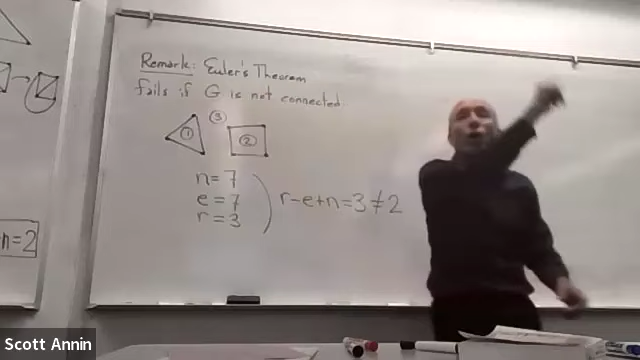 Remark: Euler's Theorem
fails if G is not connected.
① ③ ②
n=7
e=7
r=3
r-e+n=3≠2
n=2
Scott Annin